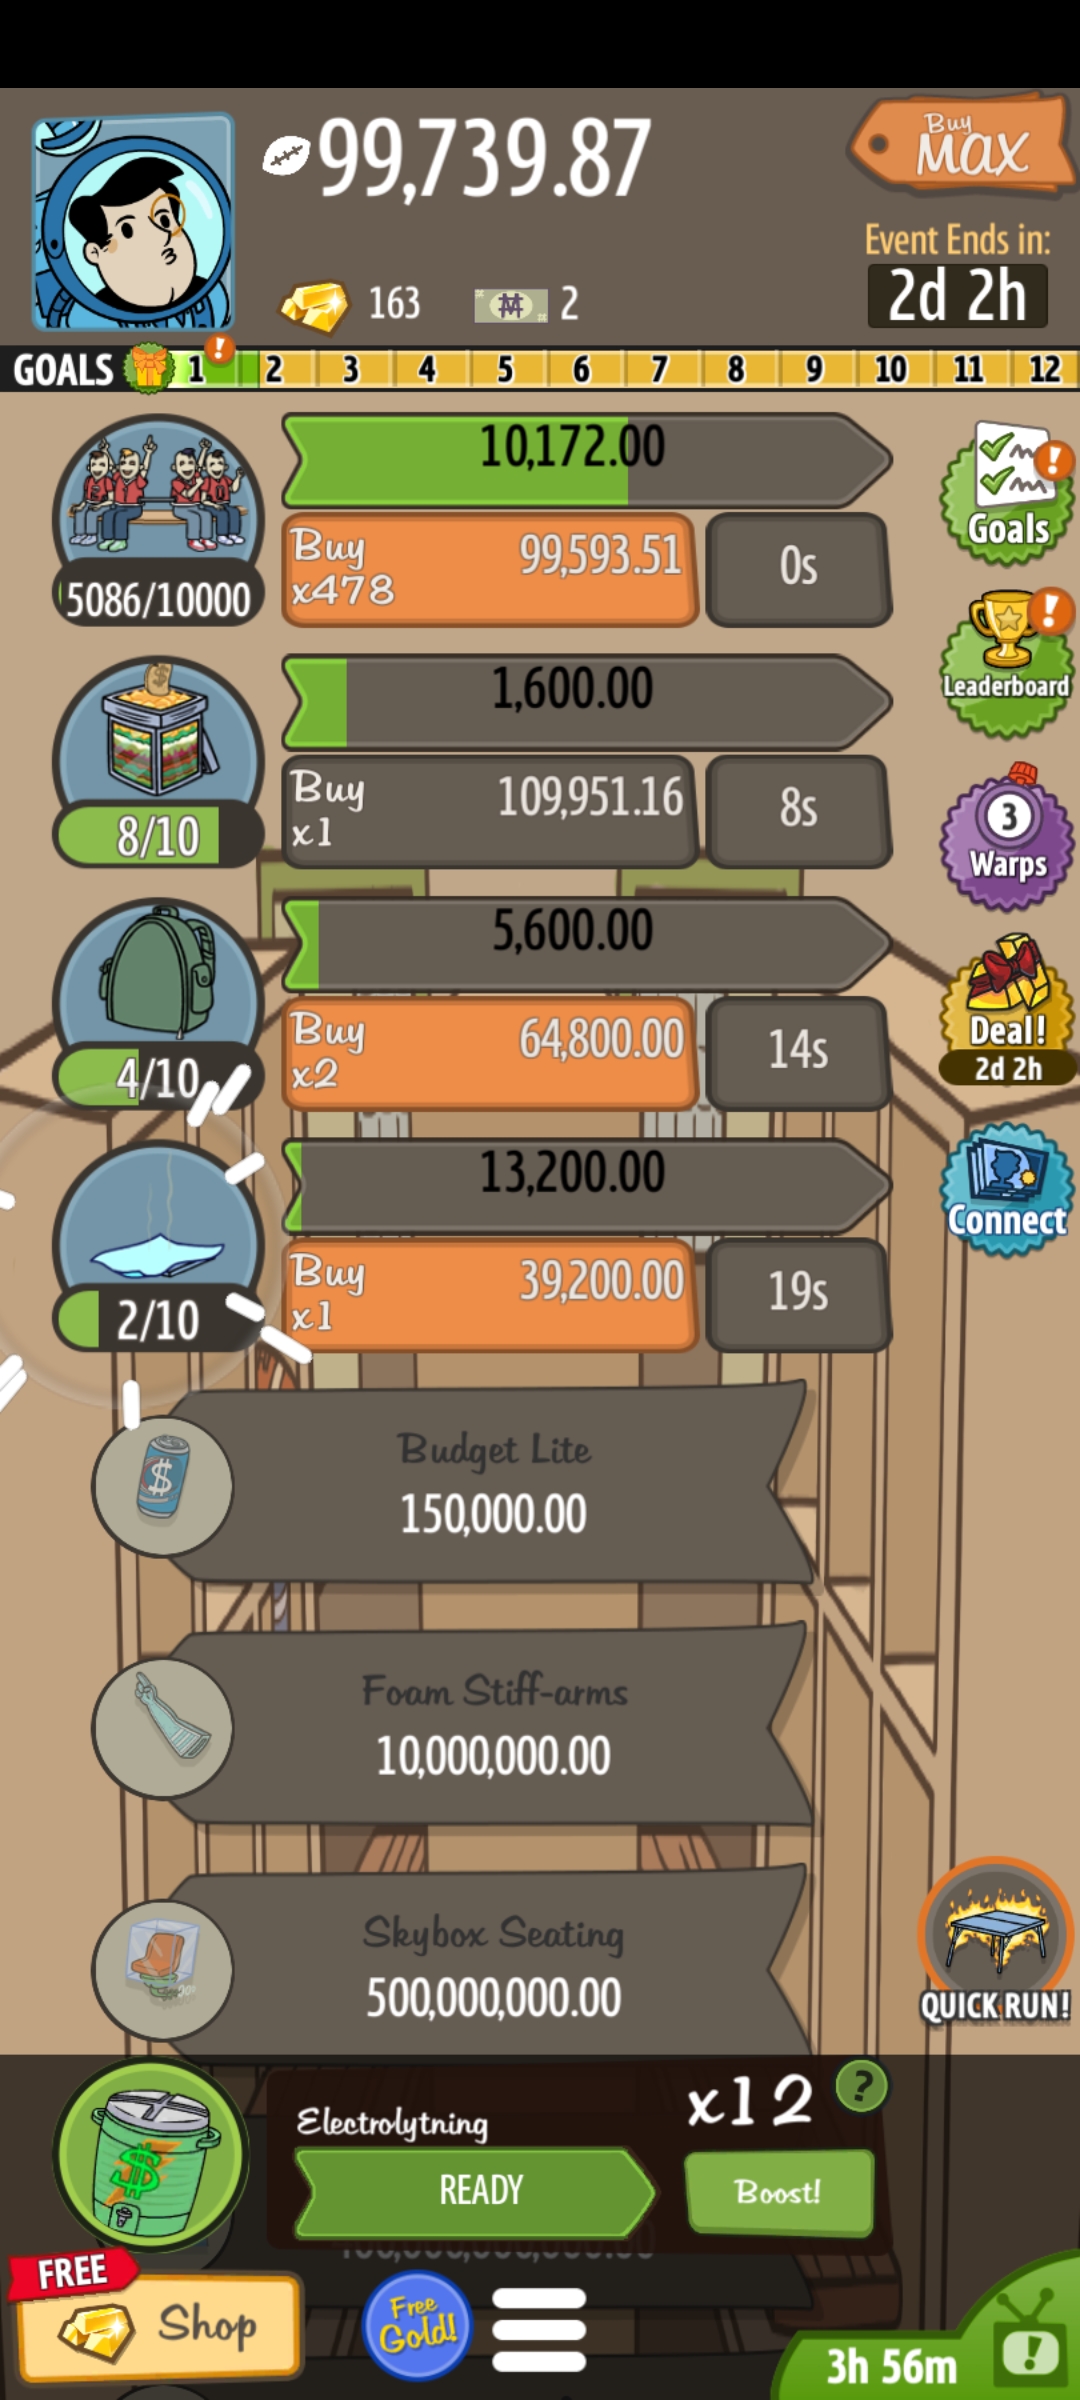 99,739.87
Buy
MAX
Event Ends in:
2d 2h
163
2
GOALS 1 ! 2 3 4 5 6 7 8 9 10 11 12
10,172.00
Buy
x478
99,593.51
0s
5086/10000
!
Goals
1,600.00
Buy
x1
109,951.16
8s
8/10
!
Leaderboard
5,600.00
Buy
x2
64,800.00
14s
4/10
3
Warps
Deal!
2d 2h
13,200.00
Buy
x1
39,200.00
19s
2/10
Connect
Budget Lite
150,000.00
Foam Stiff-arms
10,000,000.00
Skybox Seating
500,000,000.00
QUICK RUN!
Electrolytning
x12
?
READY
Boost!
FREE
Shop
Free
Gold!
3h 56m
!